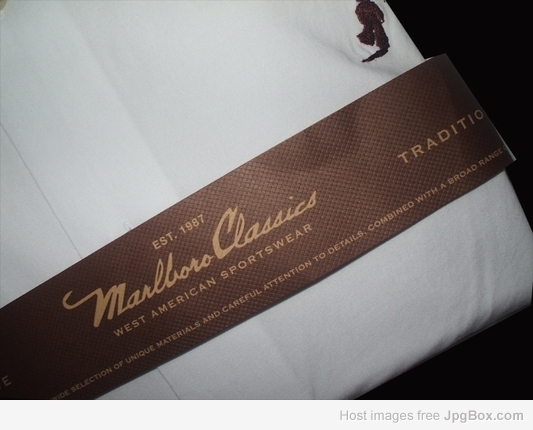 EST. 1987
Marlboro Classics
WEST AMERICAN SPORTSWEAR
WIDE SELECTION OF UNIQUE MATERIALS AND CAREFUL ATTENTION TO DETAILS, COMBINED WITH A BROAD RANGE
TRADITIO
E
Host images free JpgBox.com